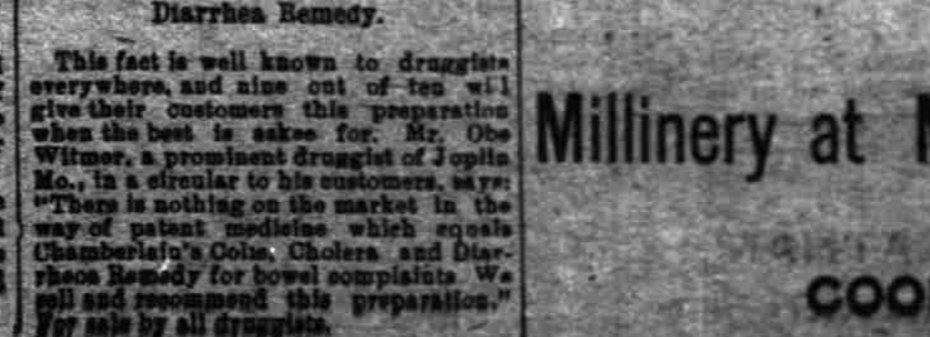 Diarrhea Remedy.
This fact is well known to druggists
everywhere, and nine out of ten will
give their customers this preparation
when the best is askes for. Mr. Obe
Witmer, a prominent druggist of Joplin
Mo., in a circular to his customers, says:
"There is nothing on the market in the
way of patent medicine which equals
Chamberlain's Colic, Cholera and Diar-
rhoea Remedy for bowel complaints We
sell and recommend this preparation."
For sale by all druggists.
Millinery at
COO